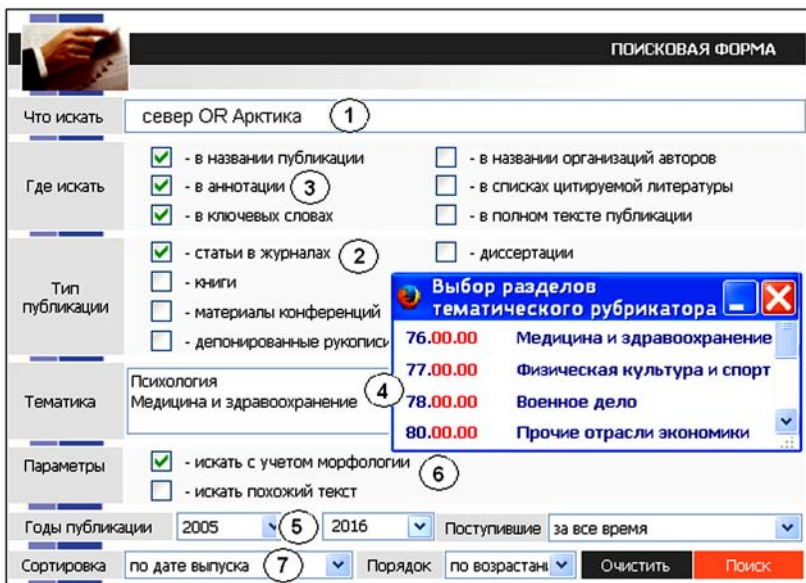 ПОИСКОВАЯ ФОРМА
Что искать
север OR Арктика
1
Где искать
- в названии публикации
- в названии организаций авторов
- в аннотации
3
- в списках цитируемой литературы
- в ключевых словах
- в полном тексте публикации
Тип
публикации
- статьи в журналах
2
- диссертации
- книги
- материалы конференций
- депонированные рукописи
Выбор разделов
тематического рубрикатора
76.00.00 Медицина и здравоохранение
77.00.00 Физическая культура и спорт
78.00.00 Военное дело
80.00.00 Прочие отрасли экономики
Тематика
Психология
Медицина и здравоохранение
4
Параметры
- искать с учетом морфологии
6
- искать похожий текст
Годы публикации 2005 5 2016 Поступившие за все время
Сортировка по дате выпуска 7 Порядок по возрастан Очистить Поиск